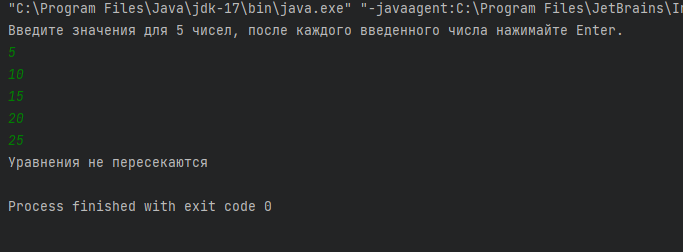 "C:\Program Files\Java\jdk-17\bin\java.exe" "-javaagent:C:\Program Files\JetBrains\In
Введите значения для 5 чисел, после каждого введенного числа нажимайте Enter.
5
10
15
20
25
Уравнения не пересекаются
Process finished with exit code 0